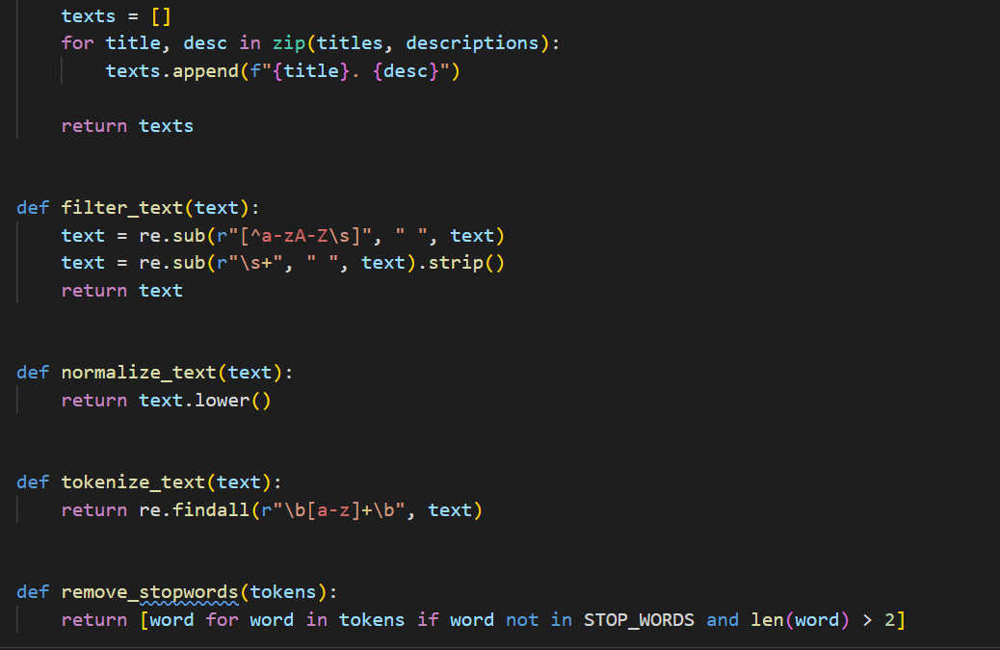 texts = []
for title, desc in zip(titles, descriptions):
texts.append(f"{title}. {desc}")
return texts
def filter_text(text):
text = re.sub(r"[^a-zA-Z\s]", " ", text)
text = re.sub(r"\s+", " ", text).strip()
return text
def normalize_text(text):
return text.lower()
def tokenize_text(text):
return re.findall(r"\b[a-z]+\b", text)
def remove_stopwords(tokens):
return [word for word in tokens if word not in STOP_WORDS and len(word) > 2]